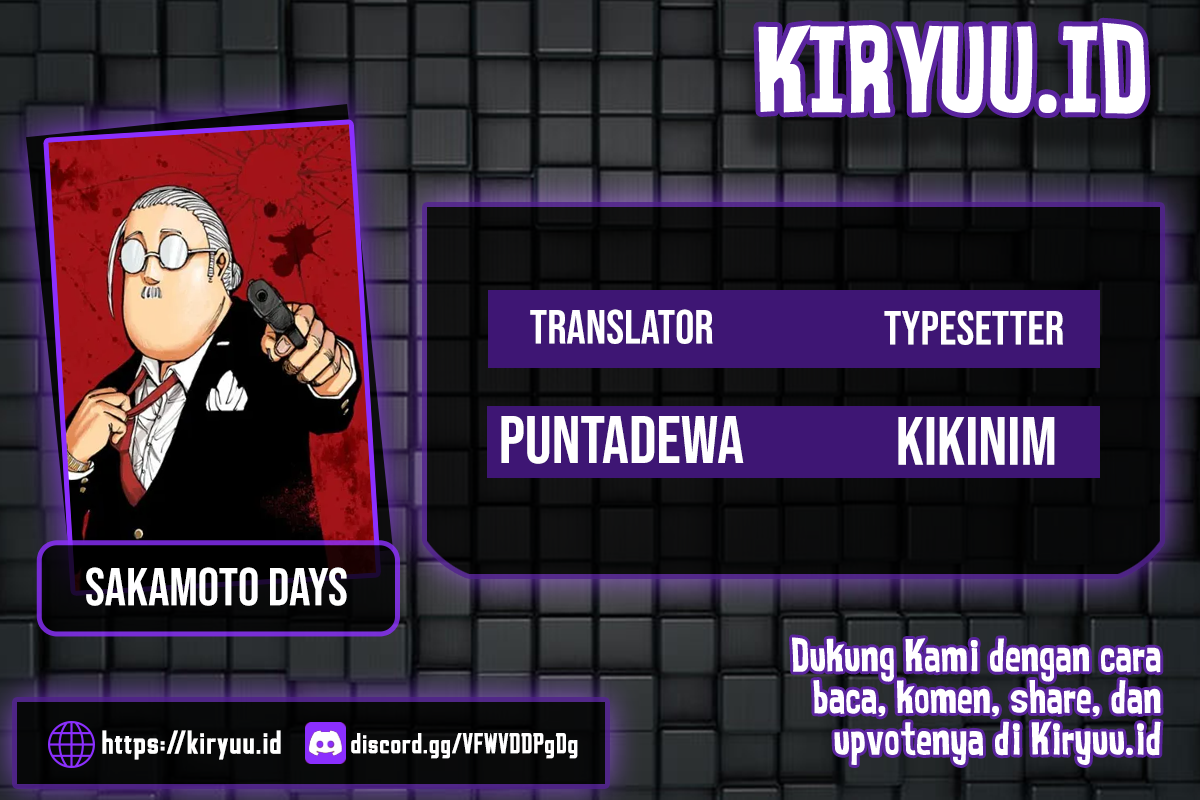 KIRYUU.ID
TRANSLATOR TYPESETTER
PUNTADEWA KIKINIM
SAKAMOTO DAYS
Dukung Kami dengan cara
baca, komen, share, dan
upvotenya di Kiryuu.id
https://kiryuu.id discord.gg/VFWVDDPgDg